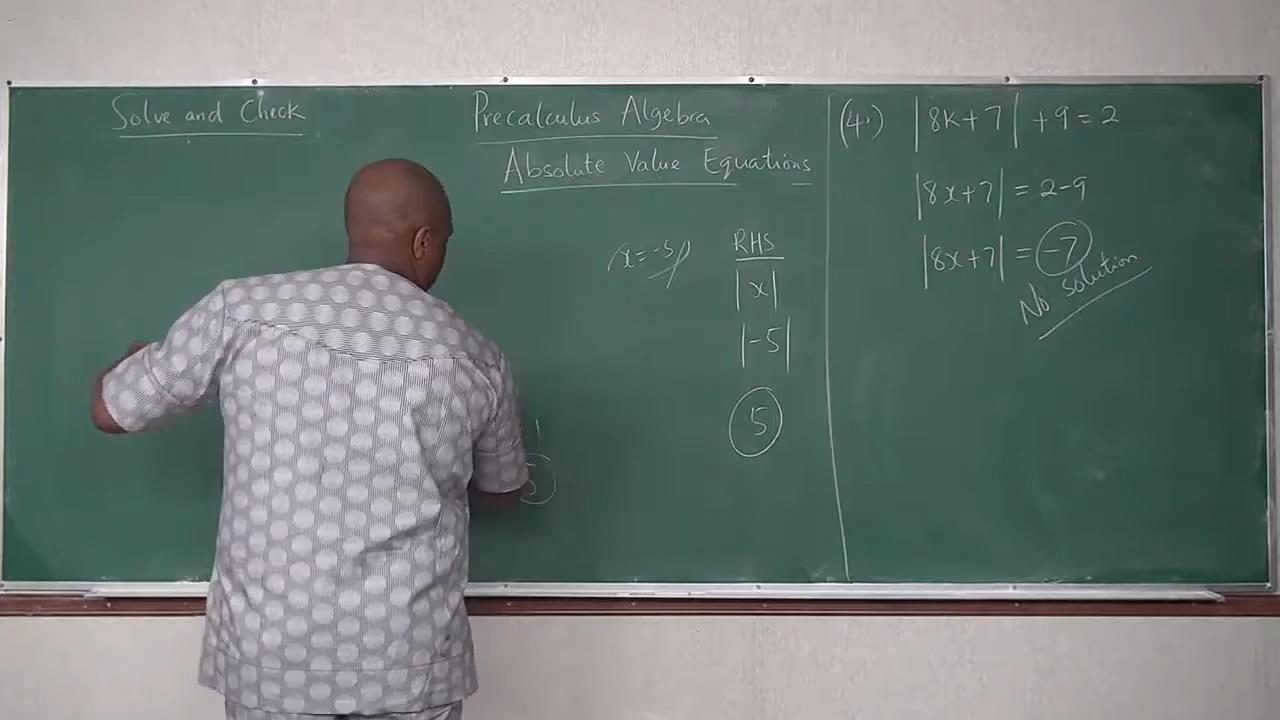 Solve and Check
Precalculus Algebra
Absolute Value Equations
x = -5
RHS
|x|
|-5|
5
(4.) |8x+7| +9=2
|8x+7| = 2-9
|8x+7| = -7
No solution